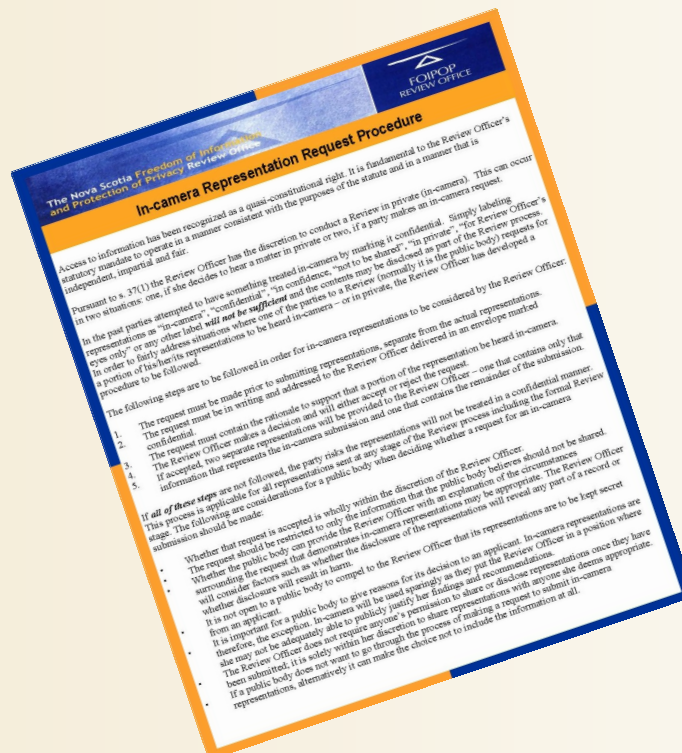 FOIPOP
REVIEW OFFICE
The Nova Scotia Freedom of Information
and Protection of Privacy Review Office
In-camera Representation Request Procedure
Access to information has been recognized as a quasi-constitutional right. It is fundamental to the Review Officer's
statutory mandate to operate in a manner consistent with the purposes of the statute and in a manner that is
independent, impartial and fair.
Pursuant to s. 37(1) the Review Officer has the discretion to conduct a Review in private (in-camera). This can occur
in two situations: one, if she decides to hear a matter in private or two, if a party makes an in-camera request.
In the past parties attempted to have something treated in-camera by marking it confidential. Simply labeling
representations as "in-camera", "confidential", "in confidence, "not to be shared", "in private", "for Review Officer's
eyes only" or any other label will not be sufficient and the contents may be disclosed as part of the Review process.
In order to fairly address situations where one of the parties to a Review (normally it is the public body) requests for
a portion of his/her/its representations to be heard in-camera – or in private, the Review Officer has developed a
procedure to be followed.
The following steps are to be followed in order for in-camera representations to be considered by the Review Officer:
1. The request must be made prior to submitting representations, separate from the actual representations.
2. The request must be in writing and addressed to the Review Officer delivered in an envelope marked
confidential.
3. The request must contain the rationale to support that a portion of the representation be heard in-camera.
4. The Review Officer makes a decision and will either accept or reject the request.
5. If accepted, two separate representations will be provided to the Review Officer – one that contains only that
information that represents the in-camera submission and one that contains the remainder of the submission.
If all of these steps are not followed, the party risks the representations will not be treated in a confidential manner.
This process is applicable for all representations sent at any stage of the Review process including the formal Review
stage. The following are considerations for a public body when deciding whether a request for an in-camera
submission should be made:
• Whether that request is accepted is wholly within the discretion of the Review Officer.
• The request should be restricted to only the information that the public body believes should not be shared.
• Whether the public body can provide the Review Officer with an explanation of the circumstances
surrounding the request that demonstrates in-camera representations may be appropriate. The Review Officer
will consider factors such as whether the disclosure of the representations will reveal any part of a record or
whether disclosure will result in harm.
• It is not open to a public body to compel to the Review Officer that its representations are to be kept secret
from an applicant.
• It is important for a public body to give reasons for its decision to an applicant. In-camera representations are
therefore, the exception. In-camera will be used sparingly as they put the Review Officer in a position where
she may not be adequately able to publicly justify her findings and recommendations.
• The Review Officer does not require anyone's permission to share or disclose representations once they have
been submitted; it is solely within her discretion to share representations with anyone she deems appropriate.
• If a public body does not want to go through the process of making a request to submit in-camera
representations, alternatively it can make the choice not to include the information at all.